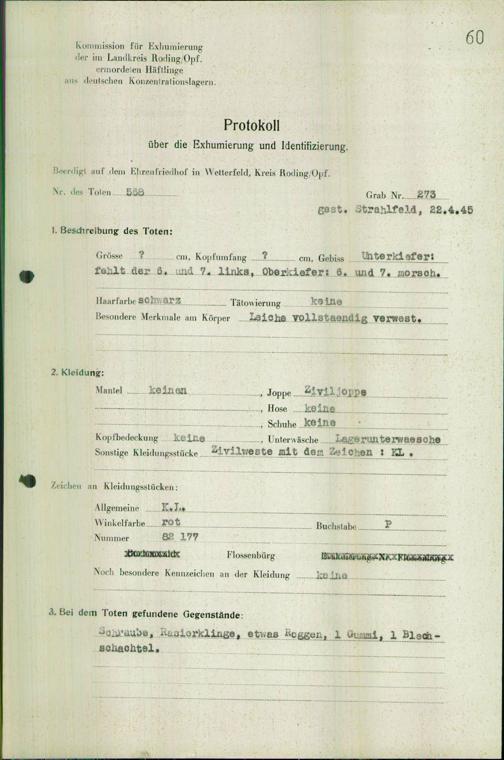 60
Kommission für Exhumierung
der im Landkreis Roding/Opf.
ermordeten Häftlinge
aus deutschen Konzentrationslagern.
Protokoll
über die Exhumierung und Identifizierung.
Beerdigt auf dem Ehrenfriedhof in Wetterfeld, Kreis Roding/Opf.
Nr. des Toten 558 Grab Nr. 273
gest. Strahlfeld, 22.4.45
1. Beschreibung des Toten:
Grösse ? cm, Kopfumfang ? cm, Gebiss Unterkiefer:
fehlt der 6. und 7. links, Oberkiefer: 6. und 7. morsch.
Haarfarbe schwarz Tätowierung keine
Besondere Merkmale am Körper Leiche vollstaendig verwest.
2. Kleidung:
Mantel keinen , Joppe Ziviljoppe
, Hose keine
, Schuhe keine
Kopfbedeckung keine , Unterwäsche Lagerunterwaesche
Sonstige Kleidungsstücke Zivilweste mit dem Zeichen : KL .
Zeichen an Kleidungsstücken:
Allgemeine K.L.
Winkelfarbe rot Buchstabe P
Nummer 82 177
Flossenbürg
Noch besondere Kennzeichen an der Kleidung keine
3. Bei dem Toten gefundene Gegenstände:
Schraube, Rasierklinge, etwas Roggen, 1 Gummi, 1 Blech-
schachtel.